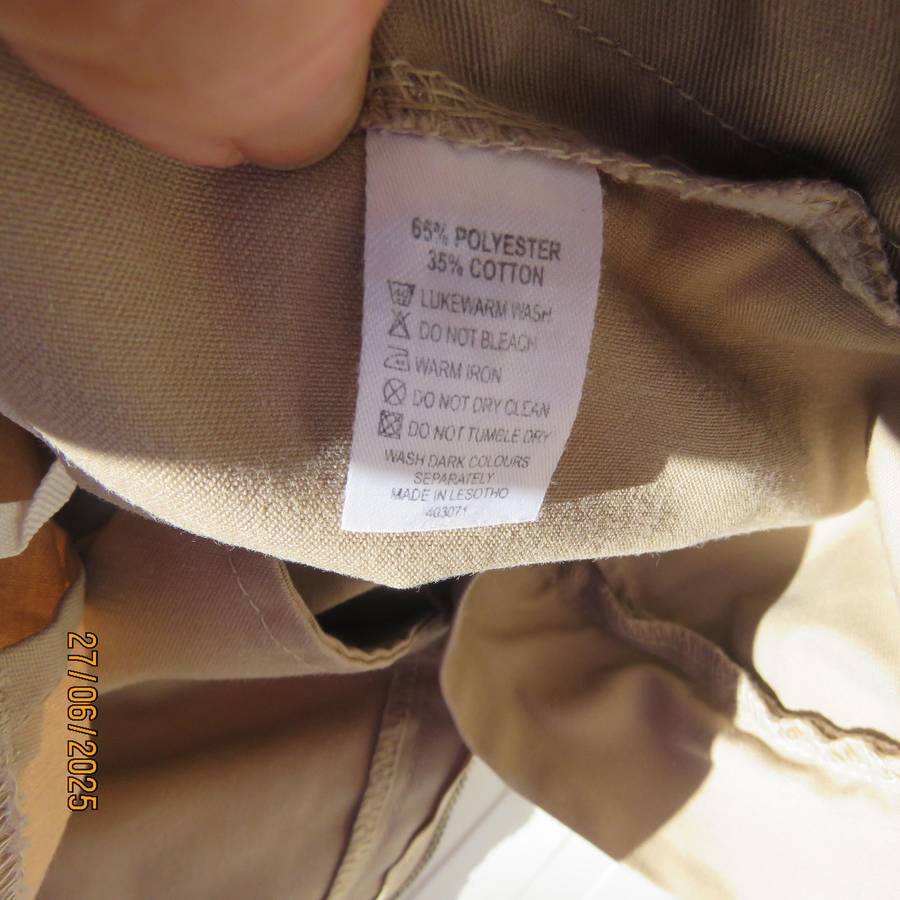 65% POLYESTER
35% COTTON
LUKEWARM WASH
DO NOT BLEACH
WARM IRON
DO NOT DRY CLEAN
DO NOT TUMBLE DRY
WASH DARK COLOURS
SEPARATELY
MADE IN LESOTHO
403071
27/06/2025